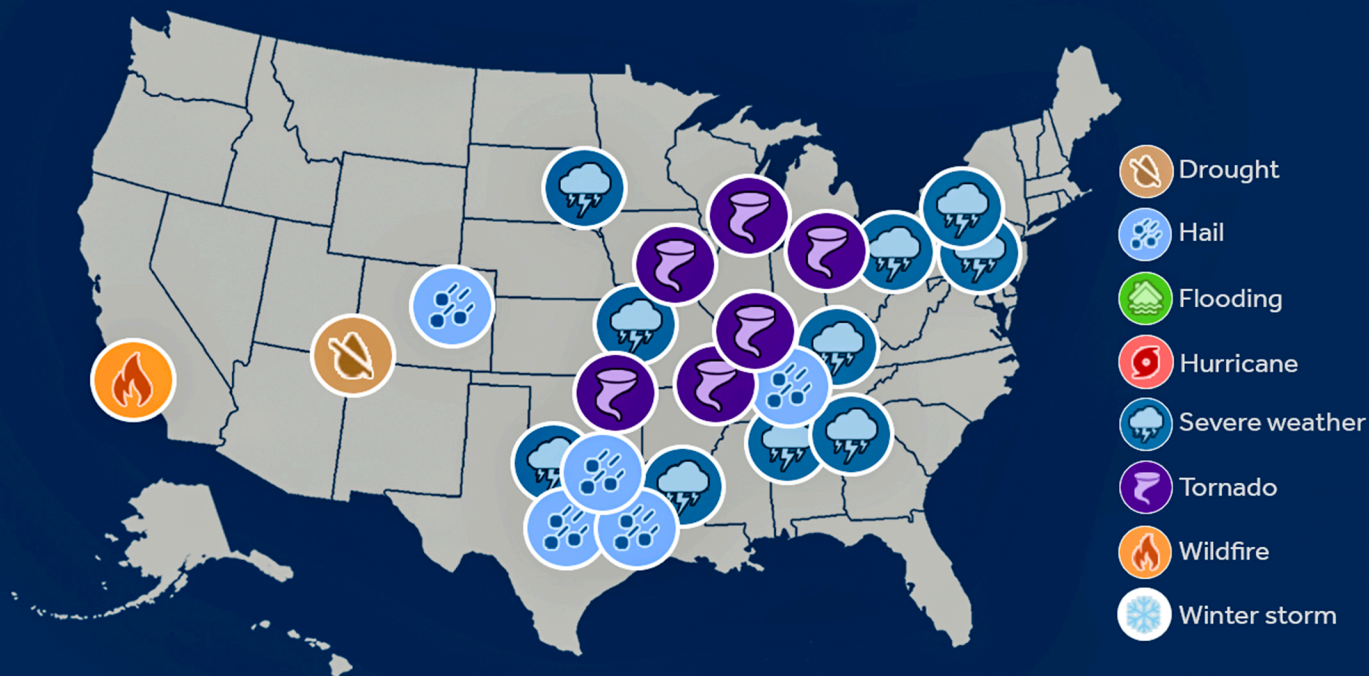 Drought
Hail
Flooding
Hurricane
Severe weather
Tornado
Wildfire
Winter storm